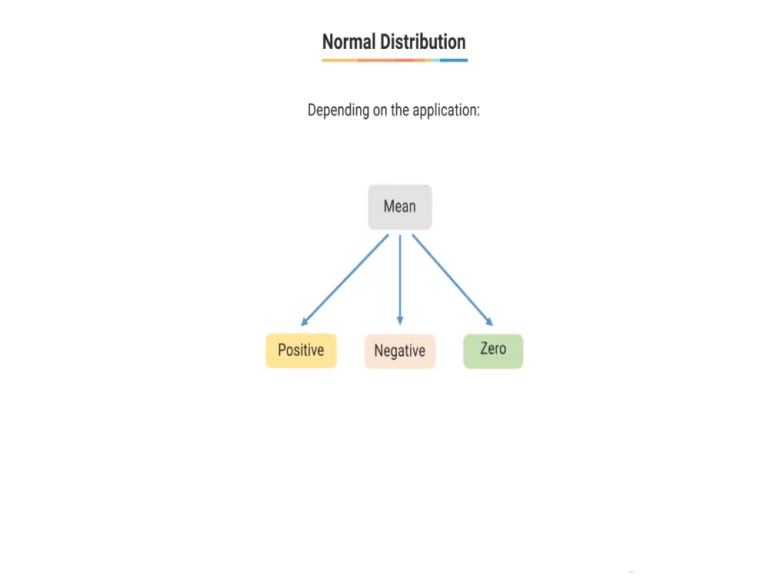 Normal Distribution
Depending on the application:
Mean
Positive
Negative
Zero